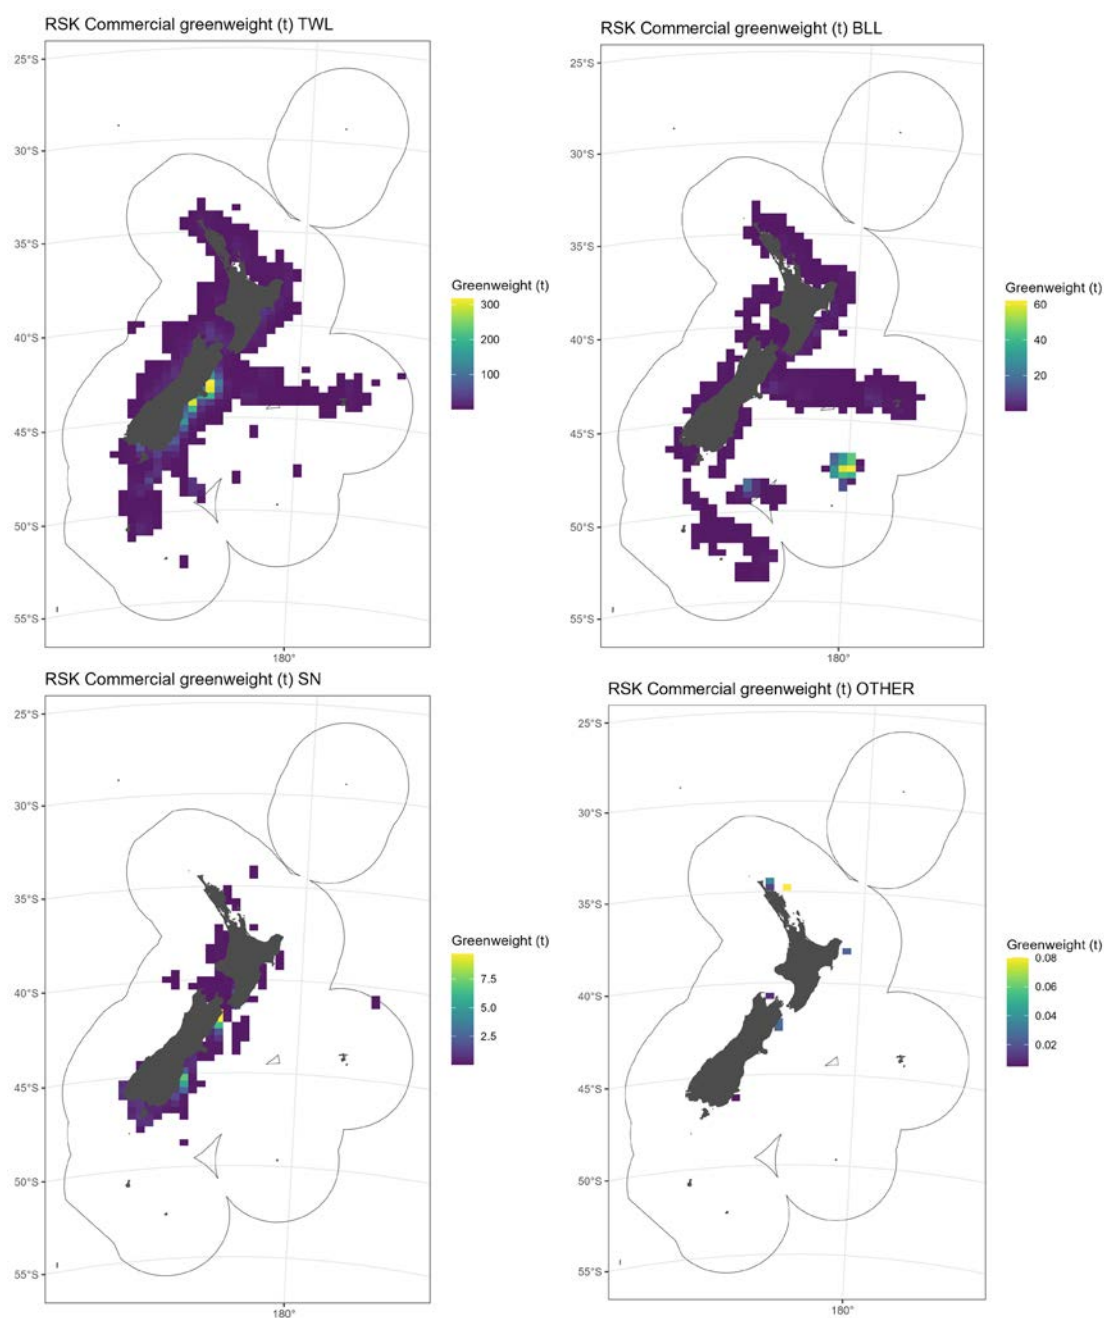 RSK Commercial greenweight (t) TWL
25°S
30°S
35°S
40°S
45°S
50°S
55°S
180°
Greenweight (t)
300
200
100
RSK Commercial greenweight (t) BLL
25°S
30°S
35°S
40°S
45°S
50°S
55°S
180°
Greenweight (t)
60
40
20
RSK Commercial greenweight (t) SN
25°S
30°S
35°S
40°S
45°S
50°S
55°S
180°
Greenweight (t)
7.5
5.0
2.5
RSK Commercial greenweight (t) OTHER
25°S
30°S
35°S
40°S
45°S
50°S
55°S
180°
Greenweight (t)
0.08
0.06
0.04
0.02